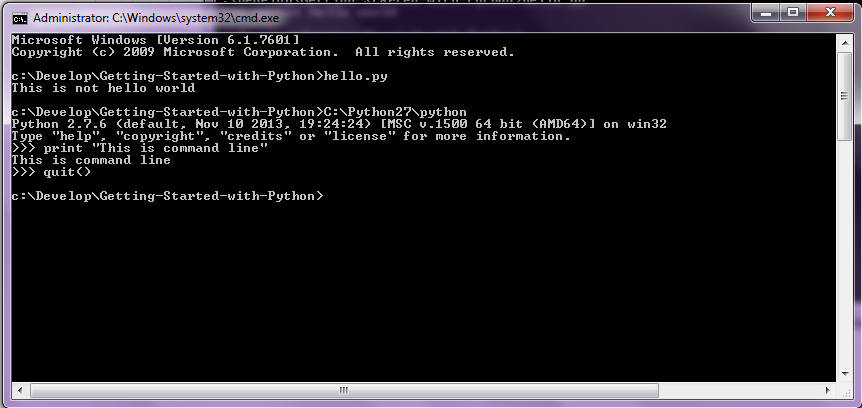 Administrator: C:\Windows\system32\cmd.exe
Microsoft Windows [Version 6.1.7601]
Copyright (c) 2009 Microsoft Corporation.  All rights reserved.
c:\Develop\Getting-Started-with-Python>hello.py
This is not hello world
c:\Develop\Getting-Started-with-Python>C:\Python27\python
Python 2.7.6 (default, Nov 10 2013, 19:24:24) [MSC v.1500 64 bit (AMD64)] on win32
Type "help", "copyright", "credits" or "license" for more information.
>>> print "This is command line"
This is command line
>>> quit()
c:\Develop\Getting-Started-with-Python>